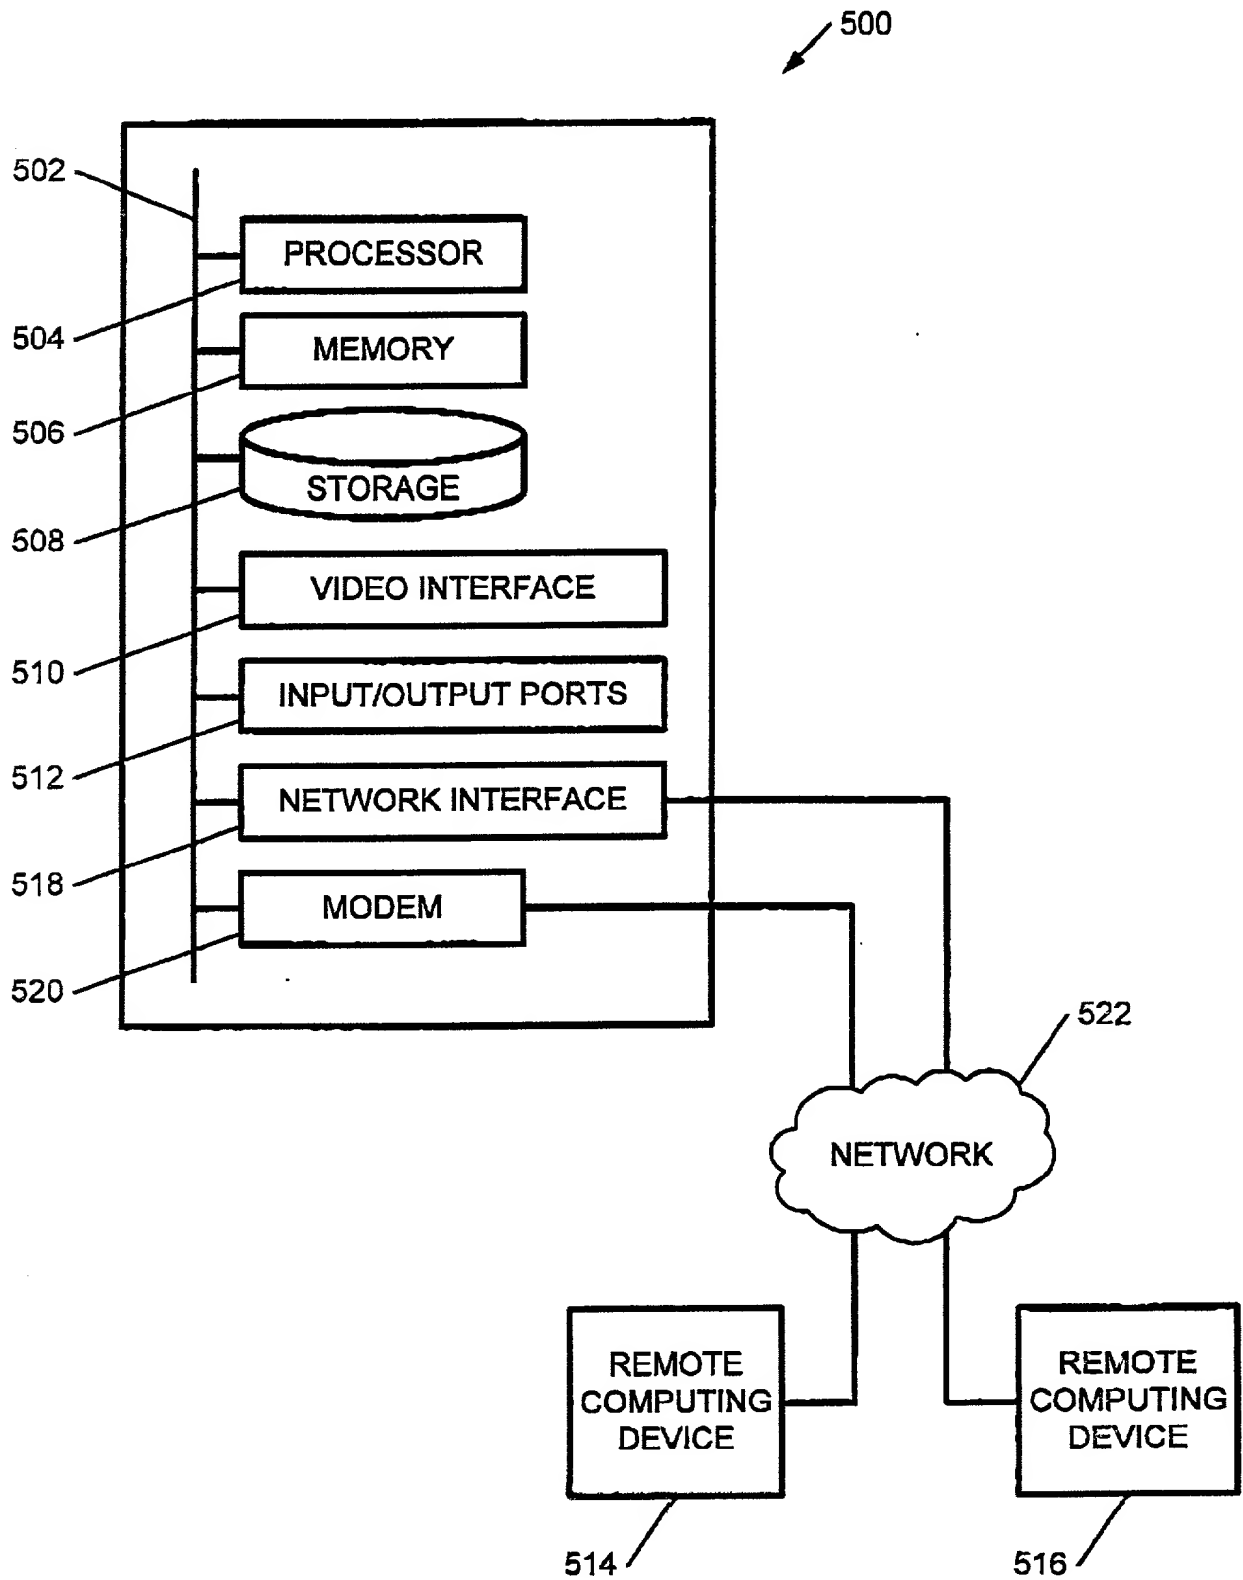 500
502
PROCESSOR
504
MEMORY
506
STORAGE
508
VIDEO INTERFACE
510
INPUT/OUTPUT PORTS
512
NETWORK INTERFACE
518
MODEM
520
522
NETWORK
REMOTE
COMPUTING
DEVICE
REMOTE
COMPUTING
DEVICE
514
516